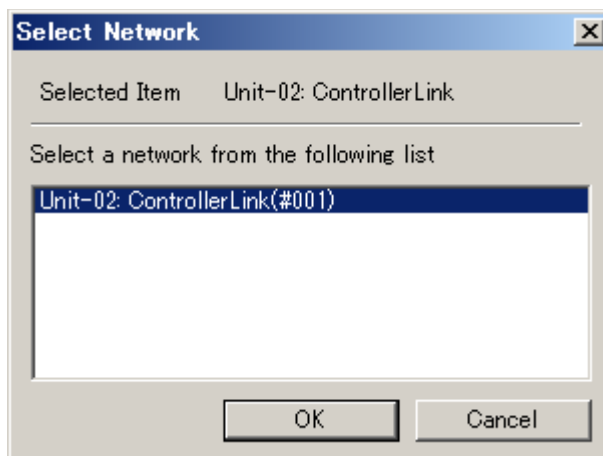 Select Network
Selected Item Unit-02: ControllerLink
Select a network from the following list
Unit-02: ControllerLink(#001)
OK Cancel